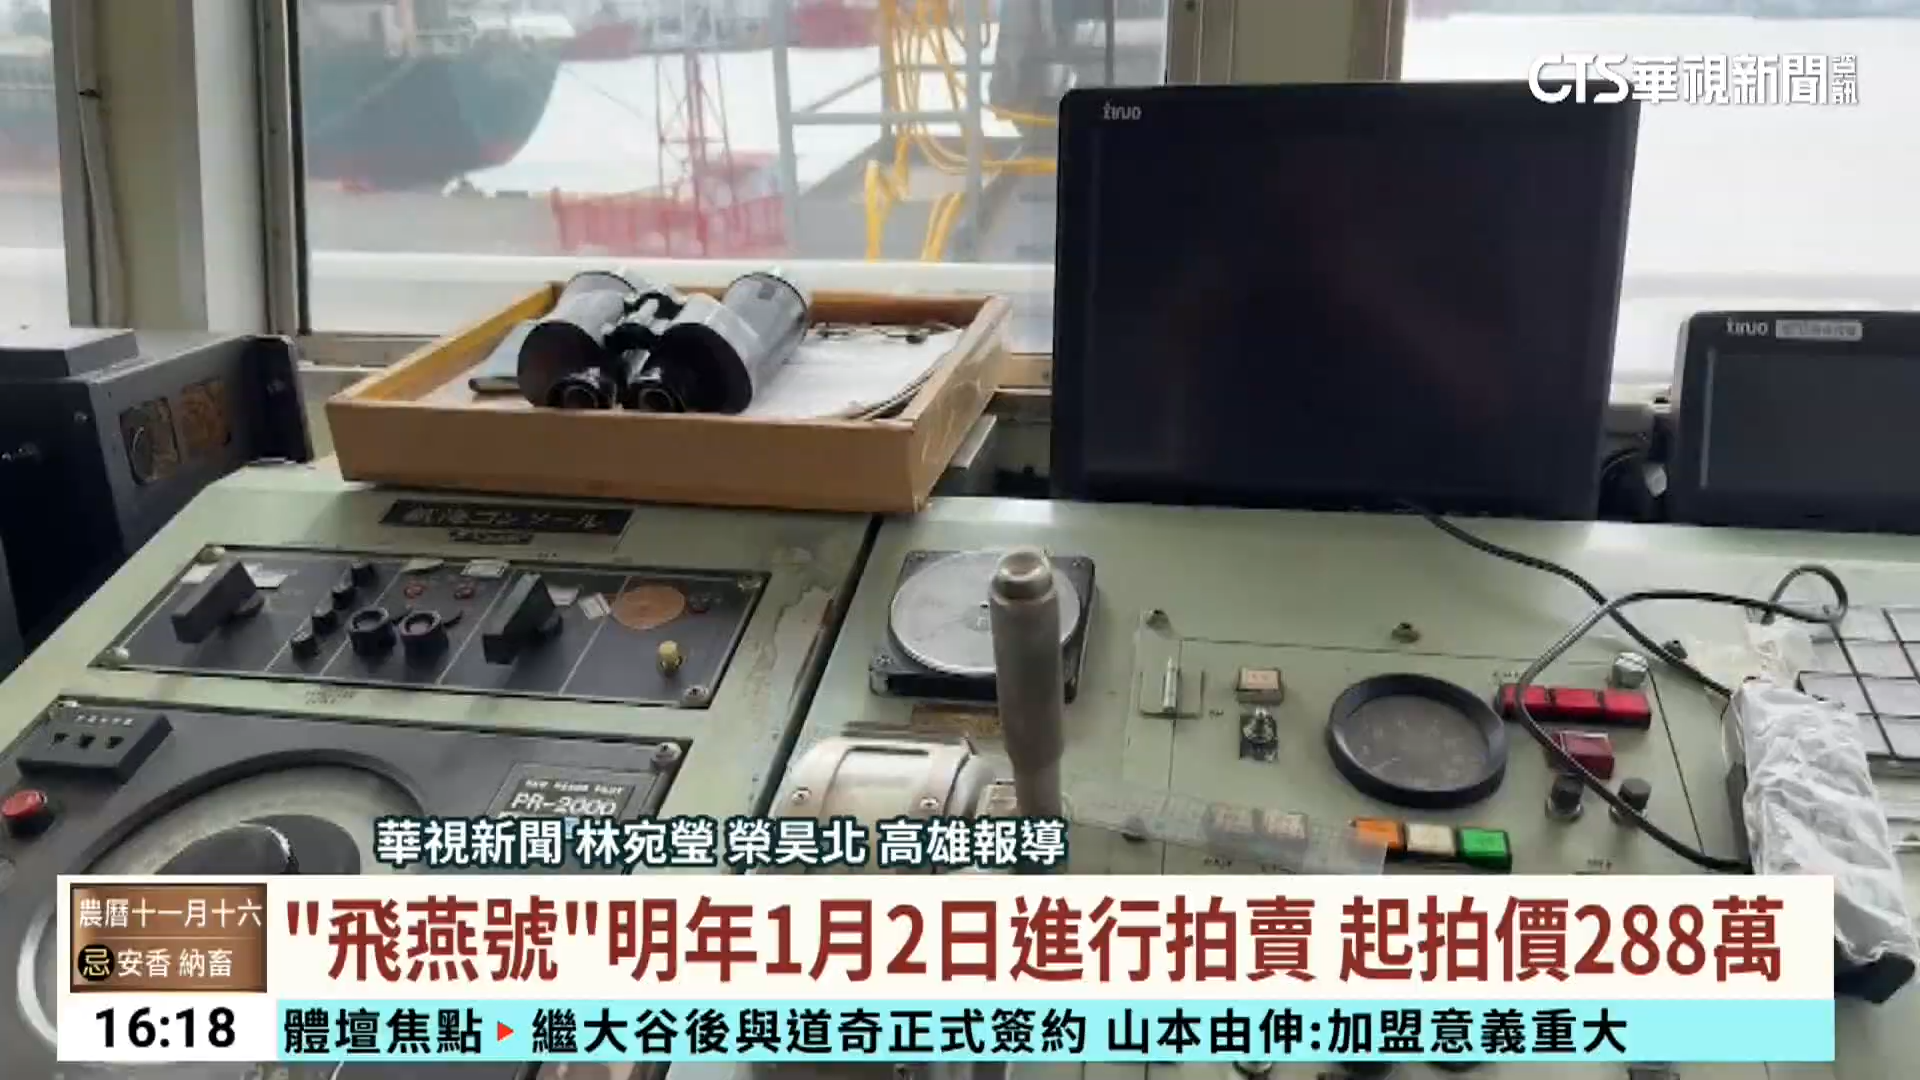 CTS華視新聞資訊
PR-2000
華視新聞 林宛瑩 榮昊北 高雄報導
農曆十一月十六
忌 安香 納畜
"飛燕號"明年1月2日進行拍賣 起拍價288萬
16:18
體壇焦點 繼大谷後與道奇正式簽約 山本由伸:加盟意義重大